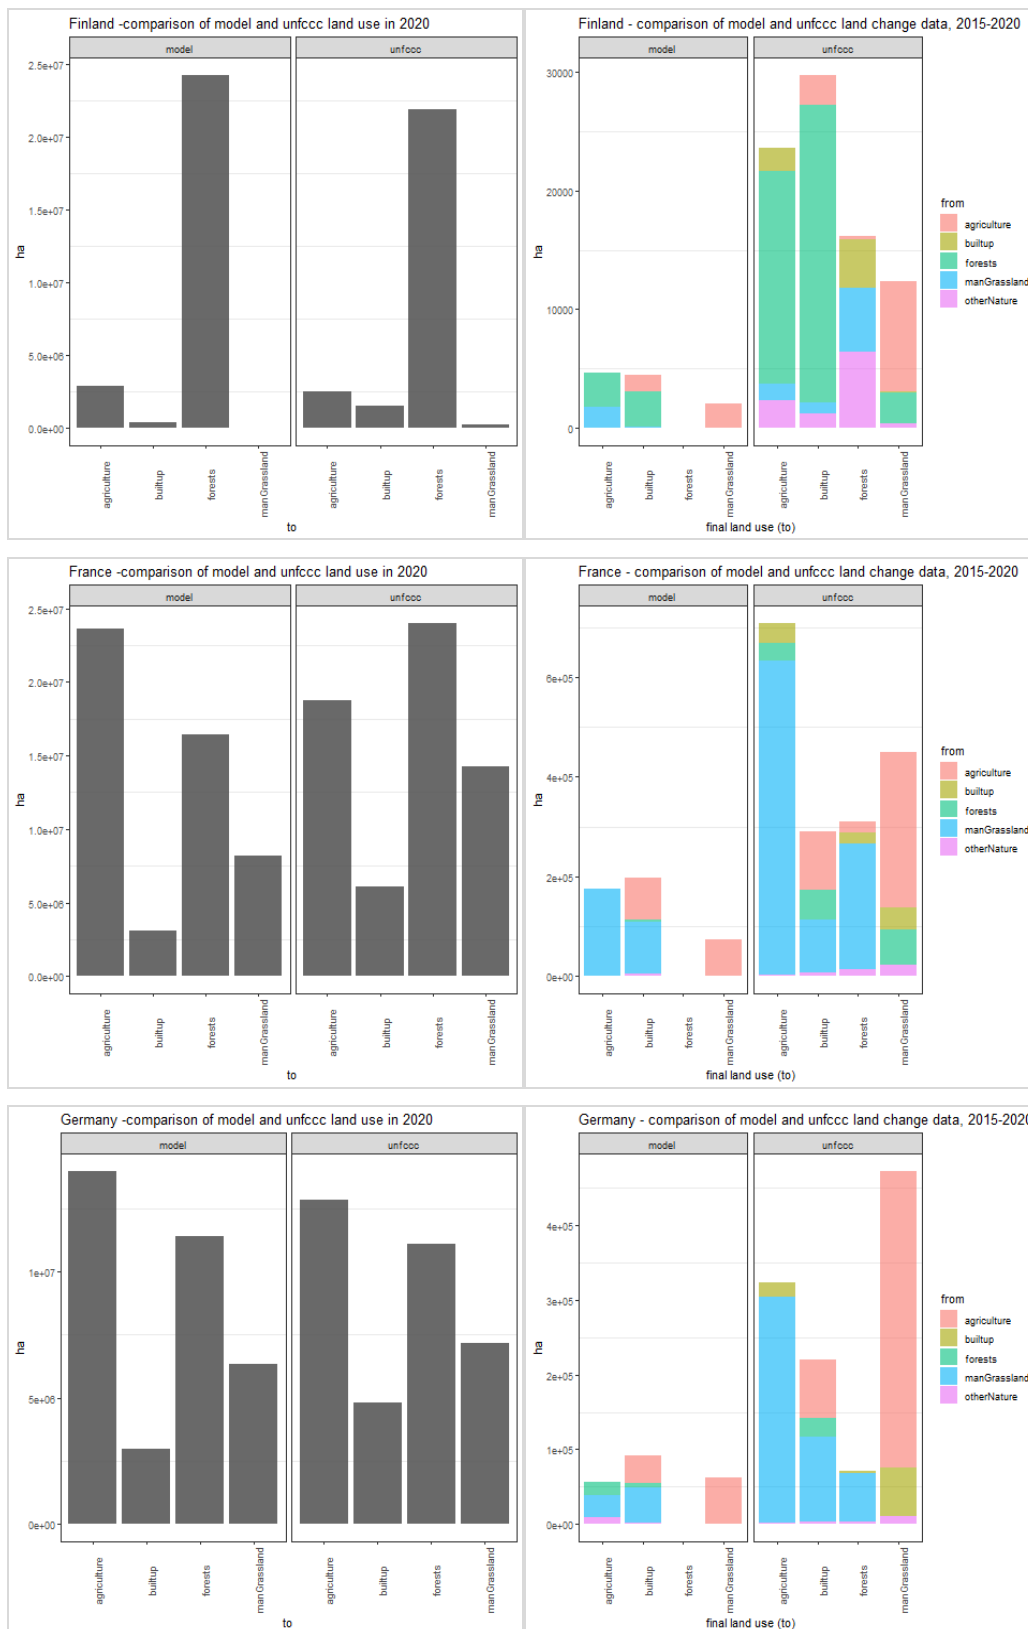 Finland -comparison of model and unfccc land use in 2020
model
unfccc
2.5e+07
2.0e+07
1.5e+07
1.0e+07
5.0e+06
0.0e+00
ha
agriculture
builtup
forests
manGrassland
agriculture
builtup
forests
manGrassland
to
Finland - comparison of model and unfccc land change data, 2015-2020
model
unfccc
30000
20000
10000
0
ha
agriculture
builtup
forests
manGrassland
agriculture
builtup
forests
manGrassland
final land use (to)
from
agriculture
builtup
forests
manGrassland
otherNature
France -comparison of model and unfccc land use in 2020
model
unfccc
2.5e+07
2.0e+07
1.5e+07
1.0e+07
5.0e+06
0.0e+00
ha
agriculture
builtup
forests
manGrassland
agriculture
builtup
forests
manGrassland
to
France - comparison of model and unfccc land change data, 2015-2020
model
unfccc
6e+05
4e+05
2e+05
0e+00
ha
agriculture
builtup
forests
manGrassland
agriculture
builtup
forests
manGrassland
final land use (to)
from
agriculture
builtup
forests
manGrassland
otherNature
Germany -comparison of model and unfccc land use in 2020
model
unfccc
1e+07
5e+06
0e+00
ha
agriculture
builtup
forests
manGrassland
agriculture
builtup
forests
manGrassland
to
Germany - comparison of model and unfccc land change data, 2015-2020
model
unfccc
4e+05
3e+05
2e+05
1e+05
0e+00
ha
agriculture
builtup
forests
manGrassland
agriculture
builtup
forests
manGrassland
final land use (to)
from
agriculture
builtup
forests
manGrassland
otherNature